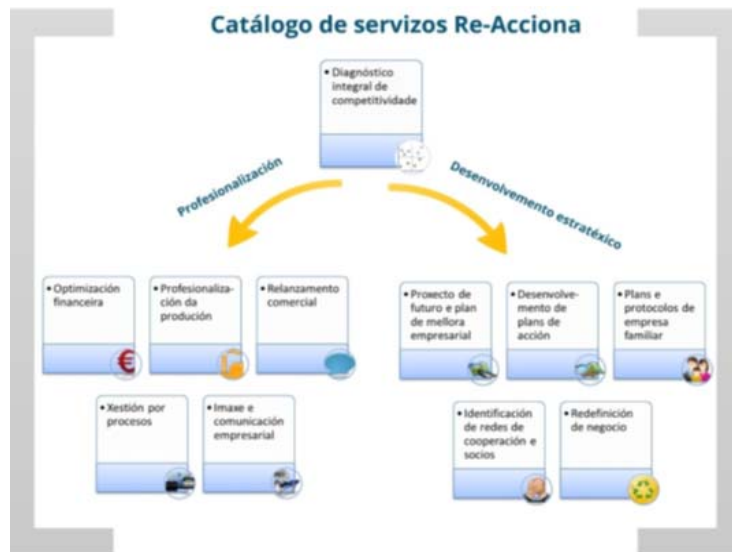 Catálogo de servizos Re-Acciona
• Diagnóstico
integral de
competitividade
Profesionalización
Desenvolvemento estratéxico
• Optimización
financeira
• Profesionaliza-
ción da
produción
• Relanzamento
comercial
• Proxecto de
futuro e plan
de mellora
empresarial
• Desenvolve-
mento de
plans de
acción
• Plans e
protocolos de
empresa
familiar
• Xestión por
procesos
• Imaxe e
comunicación
empresarial
• Identificación
de redes de
cooperación e
socios
• Redefinición
de negocio